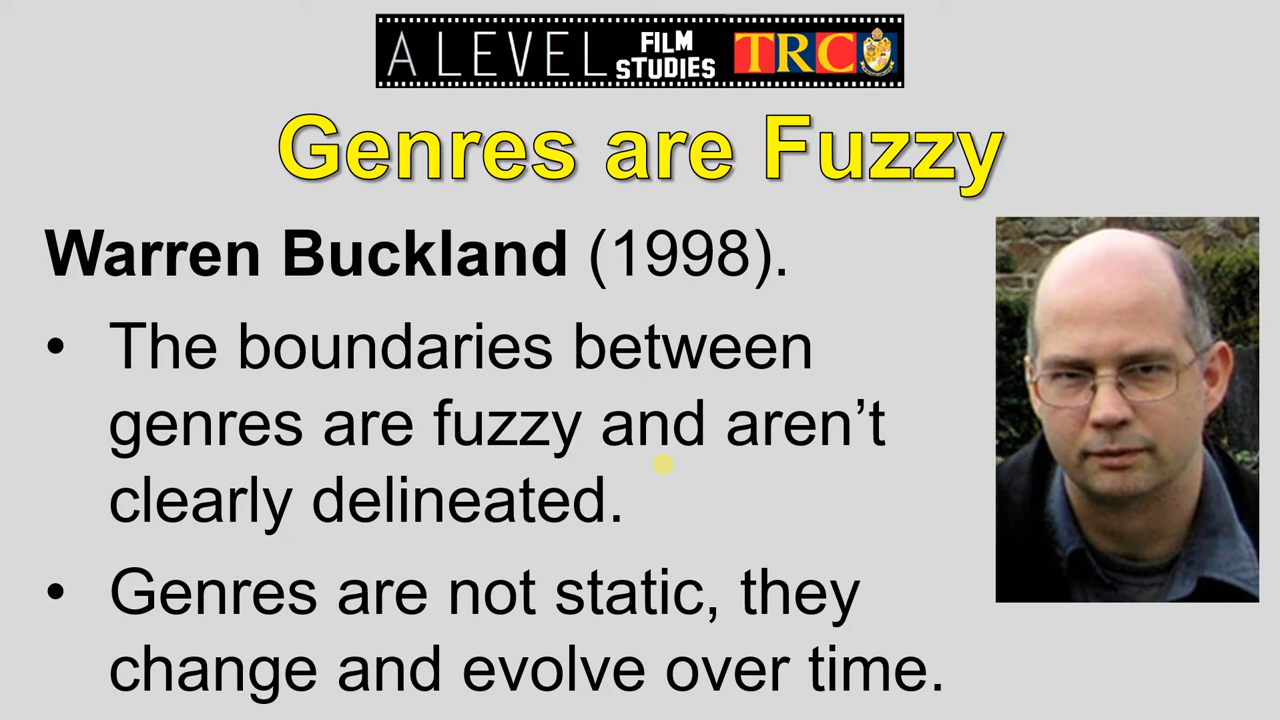 A LEVEL FILM STUDIES TRC
Genres are Fuzzy
Warren Buckland (1998).
• The boundaries between
genres are fuzzy and aren’t
clearly delineated.
• Genres are not static, they
change and evolve over time.